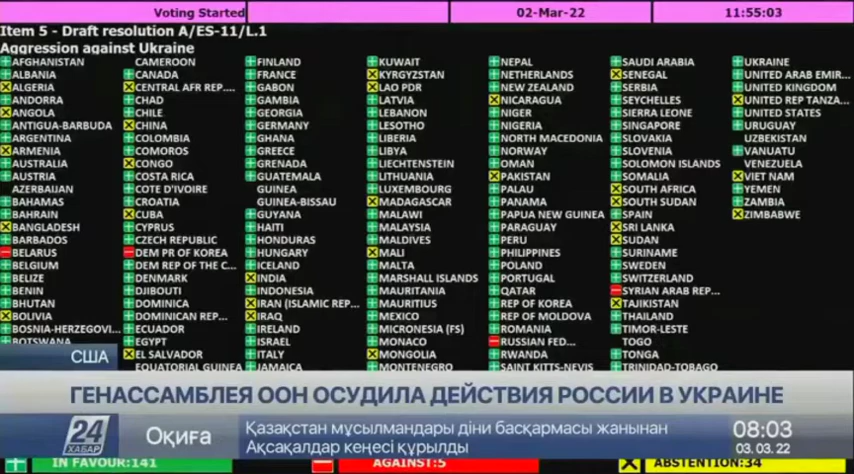 Voting Started
02-Mar-22
11:55:03
Item 5 - Draft resolution A/ES-11/L.1
Aggression against Ukraine
AFGHANISTAN
ALBANIA
ALGERIA
ANDORRA
ANGOLA
ANTIGUA-BARBUDA
ARGENTINA
ARMENIA
AUSTRALIA
AUSTRIA
AZERBAIJAN
BAHAMAS
BAHRAIN
BANGLADESH
BARBADOS
BELARUS
BELGIUM
BELIZE
BENIN
BHUTAN
BOLIVIA
BOSNIA-HERZEGOVI...
BOTSWANA
CAMEROON
CANADA
CENTRAL AFR REP....
CHAD
CHILE
CHINA
COLOMBIA
COMOROS
CONGO
COSTA RICA
COTE D'IVOIRE
CROATIA
CUBA
CYPRUS
CZECH REPUBLIC
DEM PR OF KOREA
DEM REP OF THE C...
DENMARK
DJIBOUTI
DOMINICA
DOMINICAN REP...
ECUADOR
EGYPT
EL SALVADOR
EQUATORIAL GUINEA
FINLAND
FRANCE
GABON
GAMBIA
GEORGIA
GERMANY
GHANA
GREECE
GRENADA
GUATEMALA
GUINEA
GUINEA-BISSAU
GUYANA
HAITI
HONDURAS
HUNGARY
ICELAND
INDIA
INDONESIA
IRAN (ISLAMIC REP...
IRAQ
IRELAND
ISRAEL
ITALY
JAMAICA
KUWAIT
KYRGYZSTAN
LAO PDR
LATVIA
LEBANON
LESOTHO
LIBERIA
LIBYA
LIECHTENSTEIN
LITHUANIA
LUXEMBOURG
MADAGASCAR
MALAWI
MALAYSIA
MALDIVES
MALI
MALTA
MARSHALL ISLANDS
MAURITANIA
MAURITIUS
MEXICO
MICRONESIA (FS)
MONACO
MONGOLIA
MONTENEGRO
NEPAL
NETHERLANDS
NEW ZEALAND
NICARAGUA
NIGER
NIGERIA
NORTH MACEDONIA
NORWAY
OMAN
PAKISTAN
PALAU
PANAMA
PAPUA NEW GUINEA
PARAGUAY
PERU
PHILIPPINES
POLAND
PORTUGAL
QATAR
REP OF KOREA
REP OF MOLDOVA
ROMANIA
RUSSIAN FED...
RWANDA
SAINT KITTS-NEVIS
SAUDI ARABIA
SENEGAL
SERBIA
SEYCHELLES
SIERRA LEONE
SINGAPORE
SLOVAKIA
SLOVENIA
SOLOMON ISLANDS
SOMALIA
SOUTH AFRICA
SOUTH SUDAN
SPAIN
SRI LANKA
SUDAN
SURINAME
SWEDEN
SWITZERLAND
SYRIAN ARAB REP...
TAJIKISTAN
THAILAND
TIMOR-LESTE
TOGO
TONGA
TRINIDAD-TOBAGO
UKRAINE
UNITED ARAB EMIR...
UNITED KINGDOM
UNITED REP TANZA...
UNITED STATES
URUGUAY
UZBEKISTAN
VANUATU
VENEZUELA
VIET NAM
YEMEN
ZAMBIA
ZIMBABWE
США
ГЕНАССАМБЛЕЯ ООН ОСУДИЛА ДЕЙСТВИЯ РОССИИ В УКРАИНЕ
24
ХАБАР
Оқиға
Қазақстан мұсылмандары діни басқармасы жанынан
Ақсақалдар кеңесі құрылды
08:03
03.03.22
IN FAVOUR:141
AGAINST:5
ABSTENTION:34